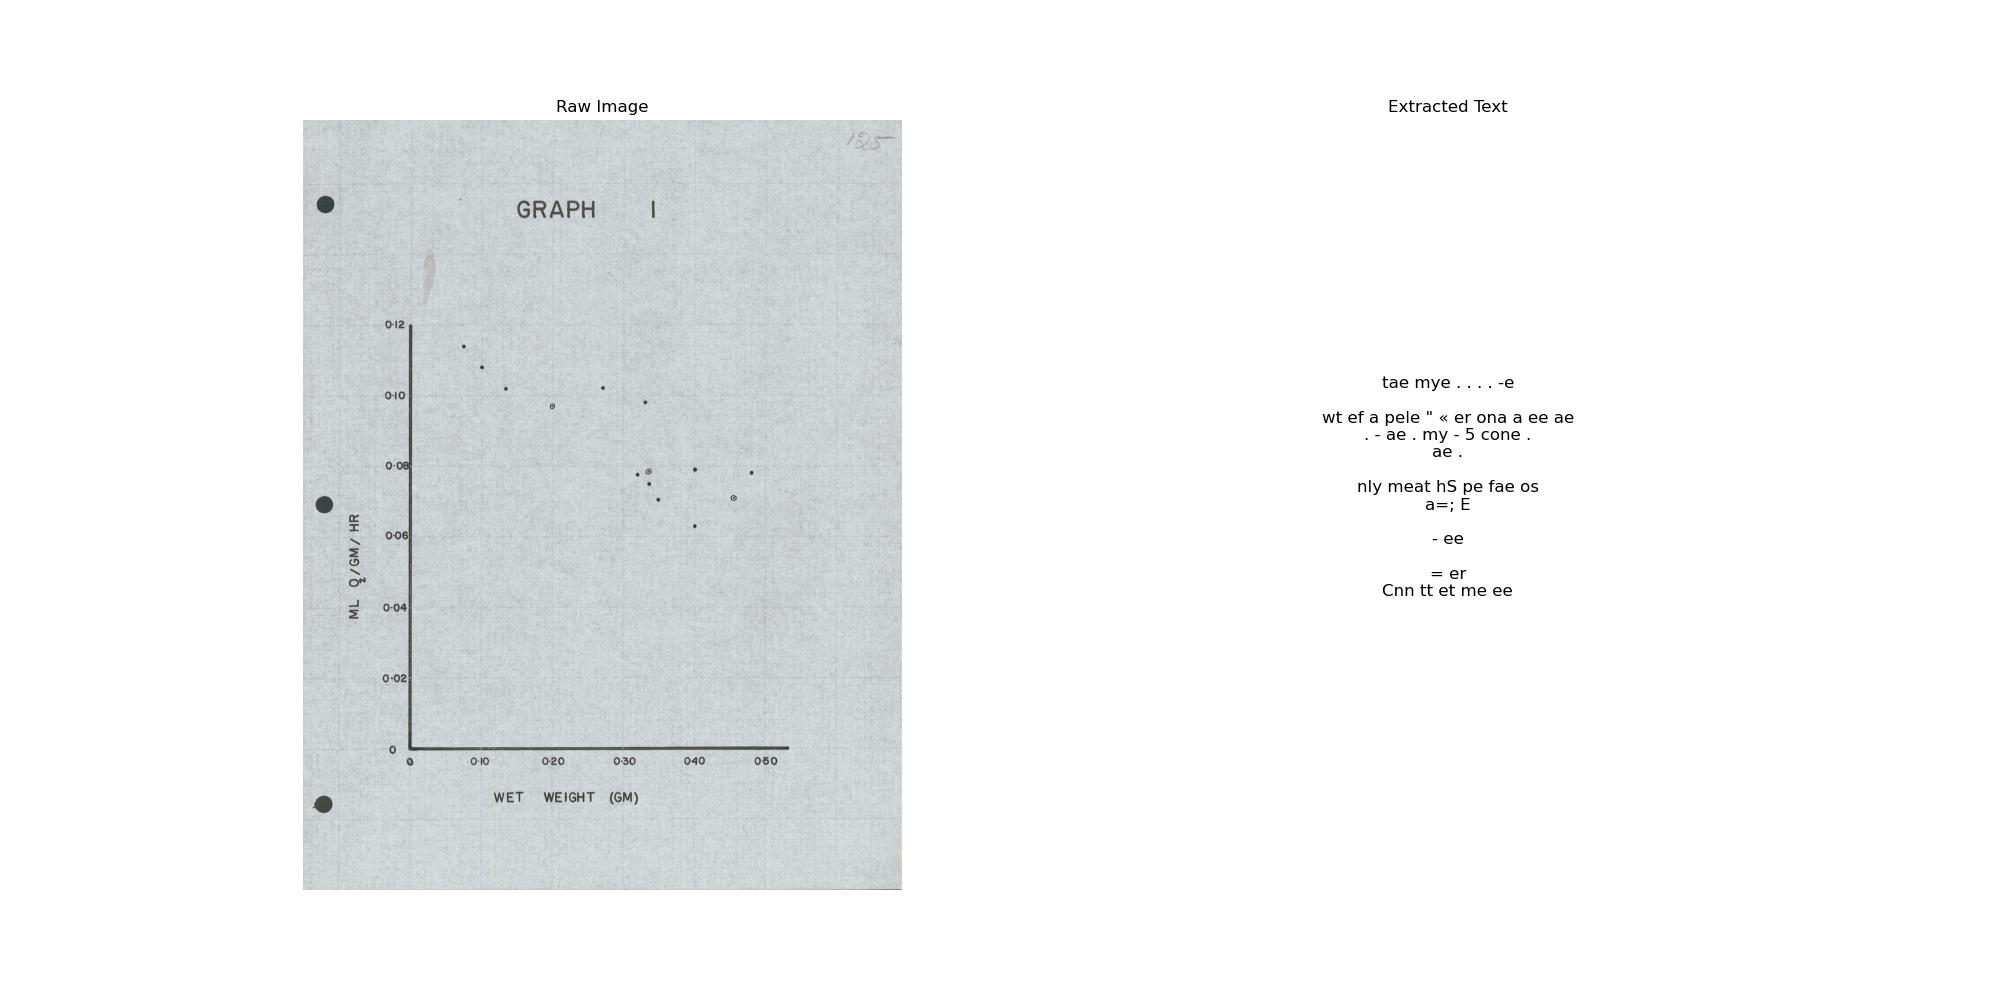 Raw Image
Extracted Text
125
GRAPH 1
0·12
0·10
0·08
0·06
0·04
0·02
0
ML O₂/GM/HR
0 0·10 0·20 0·30 0·40 0·50
WET WEIGHT (GM)
tae mye . . . . -e
wt ef a pele " « er ona a ee ae
. - ae . my - 5 cone .
ae .
nly meat hS pe fae os
a=; E
- ee
= er
Cnn tt et me ee